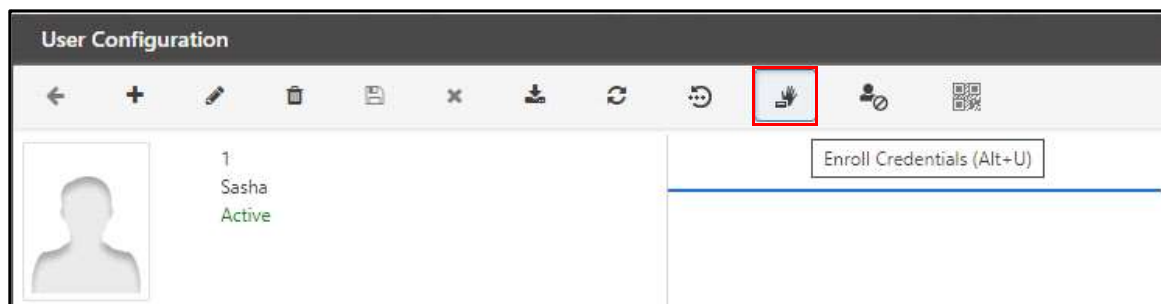 User Configuration
1
Sasha
Active
Enroll Credentials (Alt+U)